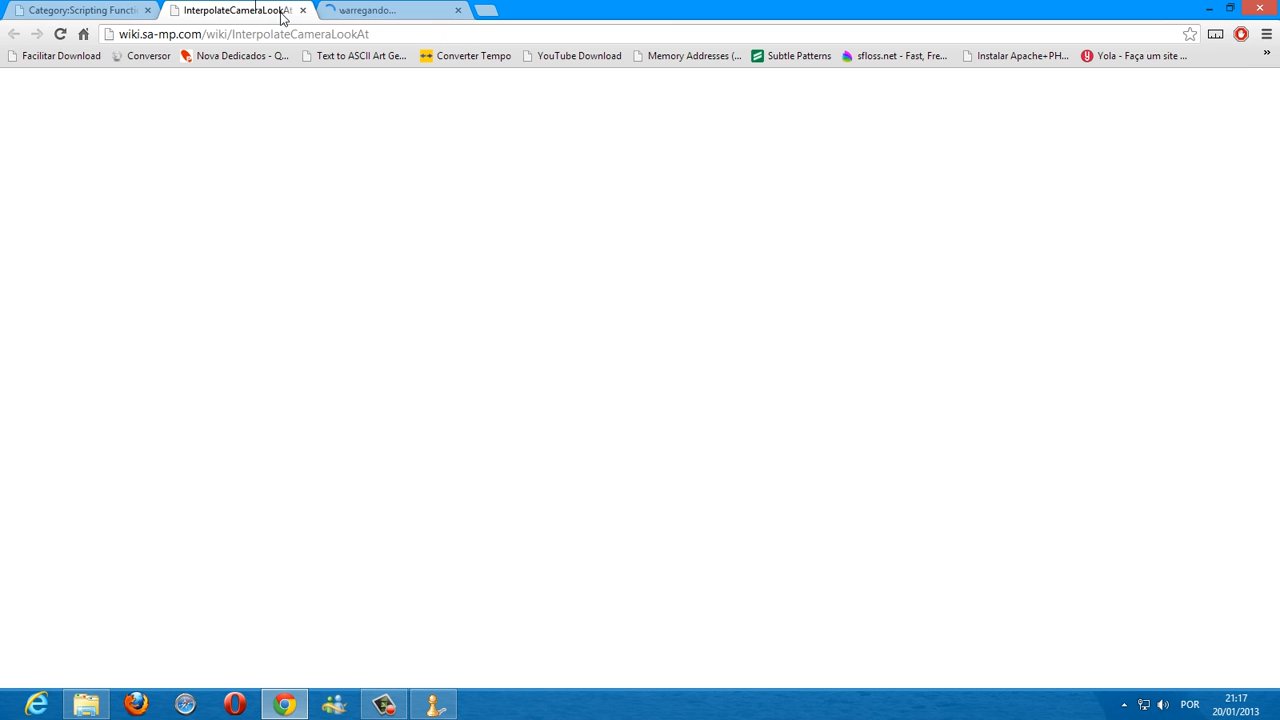 Category:Scripting Functi
InterpolateCameraLookAt
carregando...
wiki.sa-mp.com/wiki/InterpolateCameraLookAt
Facilitar Download
Conversor
Nova Dedicados - Q...
Text to ASCII Art Ge...
Converter Tempo
YouTube Download
Memory Addresses (...
Subtle Patterns
sfloss.net - Fast, Fre...
Instalar Apache+PH...
Yola - Faça um site ...
»
POR
21:17
20/01/2013